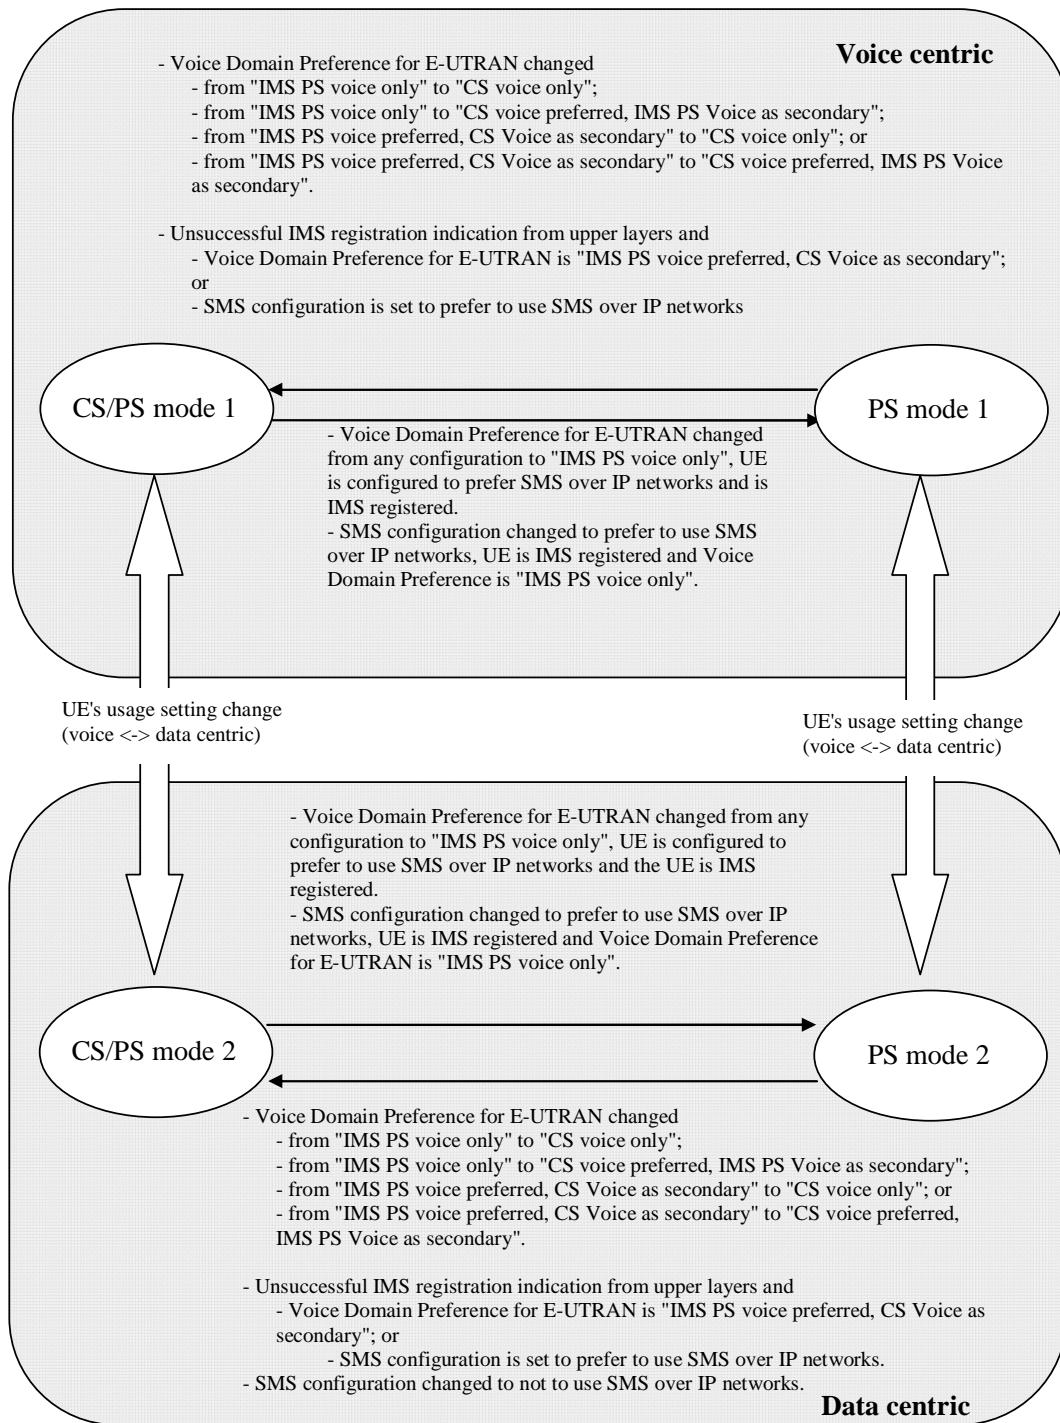 Voice centric
- Voice Domain Preference for E-UTRAN changed
- from "IMS PS voice only" to "CS voice only";
- from "IMS PS voice only" to "CS voice preferred, IMS PS Voice as secondary";
- from "IMS PS voice preferred, CS Voice as secondary" to "CS voice only"; or
- from "IMS PS voice preferred, CS Voice as secondary" to "CS voice preferred, IMS PS Voice
as secondary".
- Unsuccessful IMS registration indication from upper layers and
- Voice Domain Preference for E-UTRAN is "IMS PS voice preferred, CS Voice as secondary";
or
- SMS configuration is set to prefer to use SMS over IP networks
CS/PS mode 1
PS mode 1
- Voice Domain Preference for E-UTRAN changed
from any configuration to "IMS PS voice only", UE
is configured to prefer SMS over IP networks and is
IMS registered.
- SMS configuration changed to prefer to use SMS
over IP networks, UE is IMS registered and Voice
Domain Preference is "IMS PS voice only".
UE's usage setting change
(voice <-> data centric)
UE's usage setting change
(voice <-> data centric)
- Voice Domain Preference for E-UTRAN changed from any
configuration to "IMS PS voice only", UE is configured to
prefer to use SMS over IP networks and the UE is IMS
registered.
- SMS configuration changed to prefer to use SMS over IP
networks, UE is IMS registered and Voice Domain Preference
for E-UTRAN is "IMS PS voice only".
CS/PS mode 2
PS mode 2
- Voice Domain Preference for E-UTRAN changed
- from "IMS PS voice only" to "CS voice only";
- from "IMS PS voice only" to "CS voice preferred, IMS PS Voice as secondary";
- from "IMS PS voice preferred, CS Voice as secondary" to "CS voice only"; or
- from "IMS PS voice preferred, CS Voice as secondary" to "CS voice preferred,
IMS PS Voice as secondary".
- Unsuccessful IMS registration indication from upper layers and
- Voice Domain Preference for E-UTRAN is "IMS PS voice preferred, CS Voice as
secondary"; or
- SMS configuration is set to prefer to use SMS over IP networks.
- SMS configuration changed to not to use SMS over IP networks.
Data centric